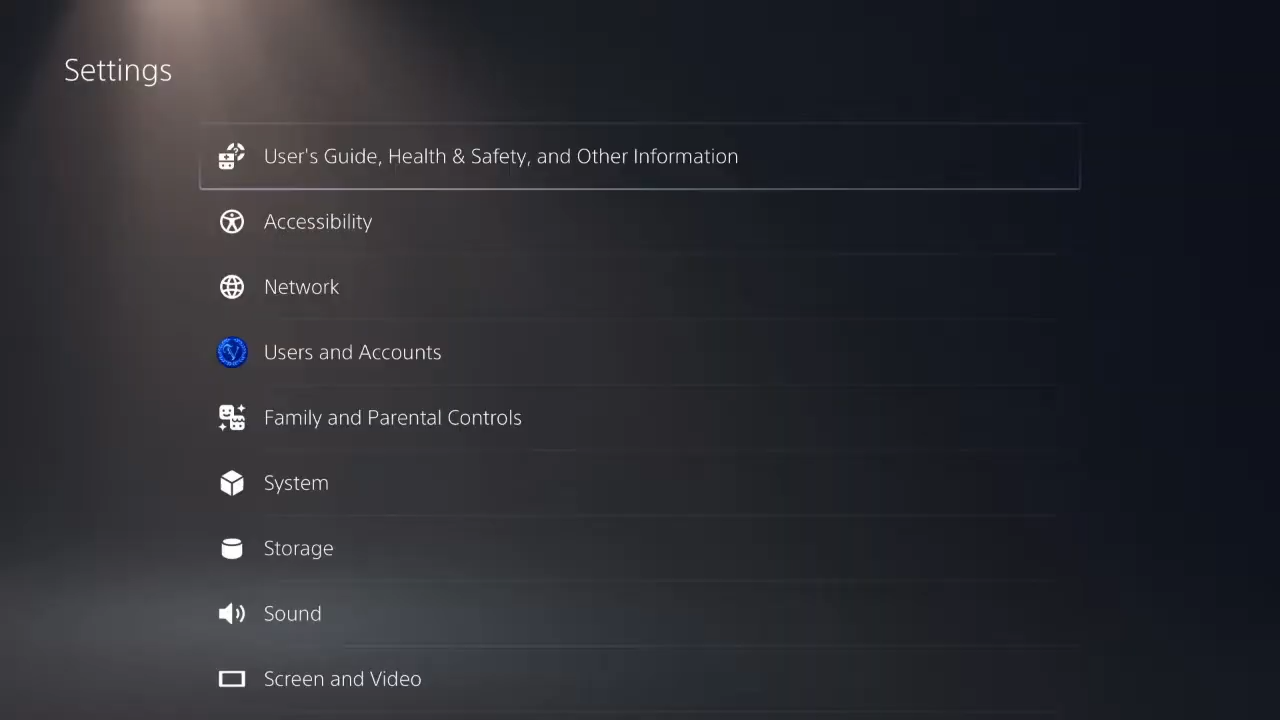 Settings
User's Guide, Health & Safety, and Other Information
Accessibility
Network
Users and Accounts
Family and Parental Controls
System
Storage
Sound
Screen and Video